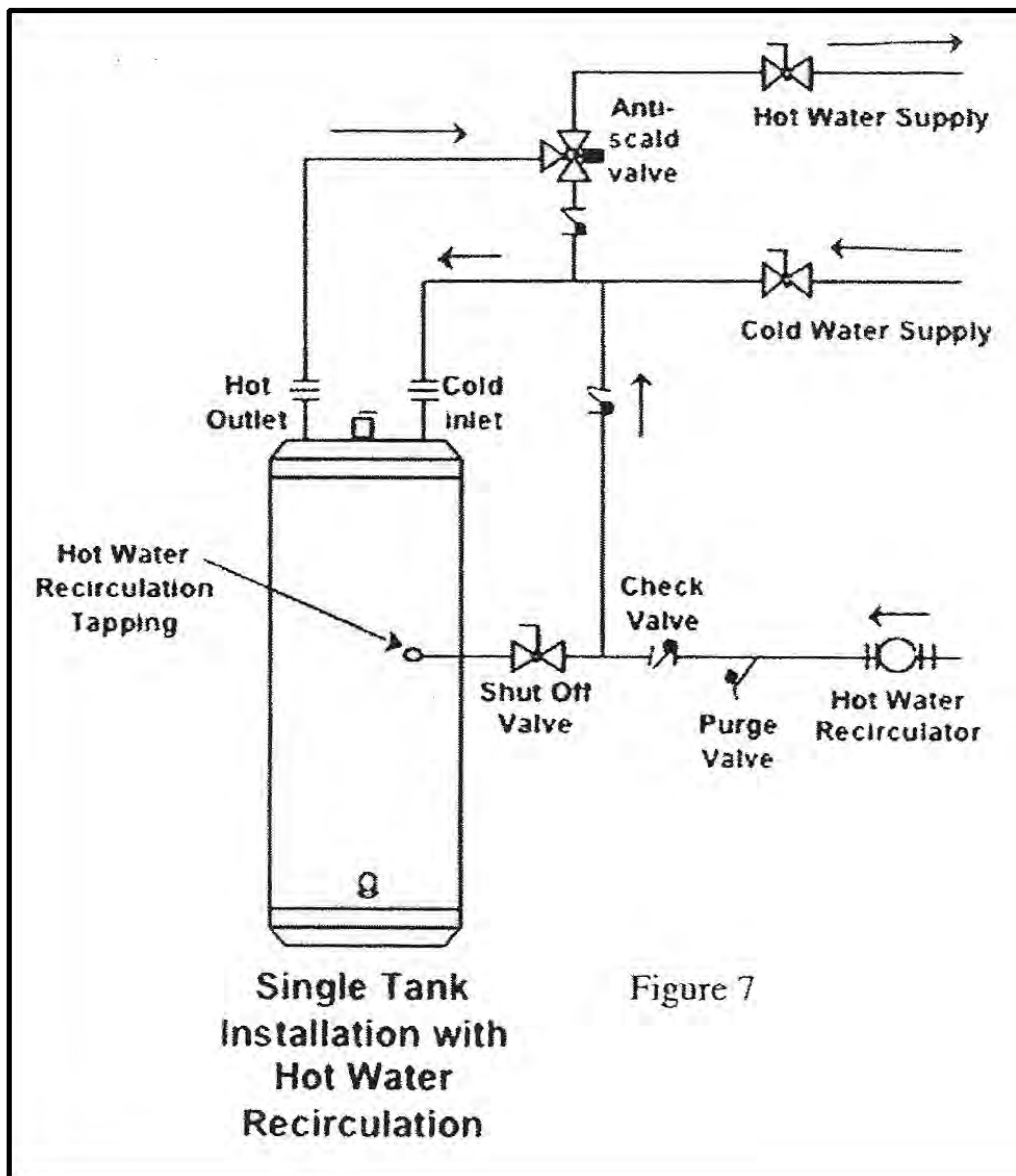 Anti-
scald
valve
Hot Water Supply
Cold Water Supply
Hot
Outlet
Cold
Inlet
Hot Water
Recirculation
Tapping
Check
Valve
Shut Off
Valve
Purge
Valve
Hot Water
Recirculator
Single Tank
Installation with
Hot Water
Recirculation
Figure 7